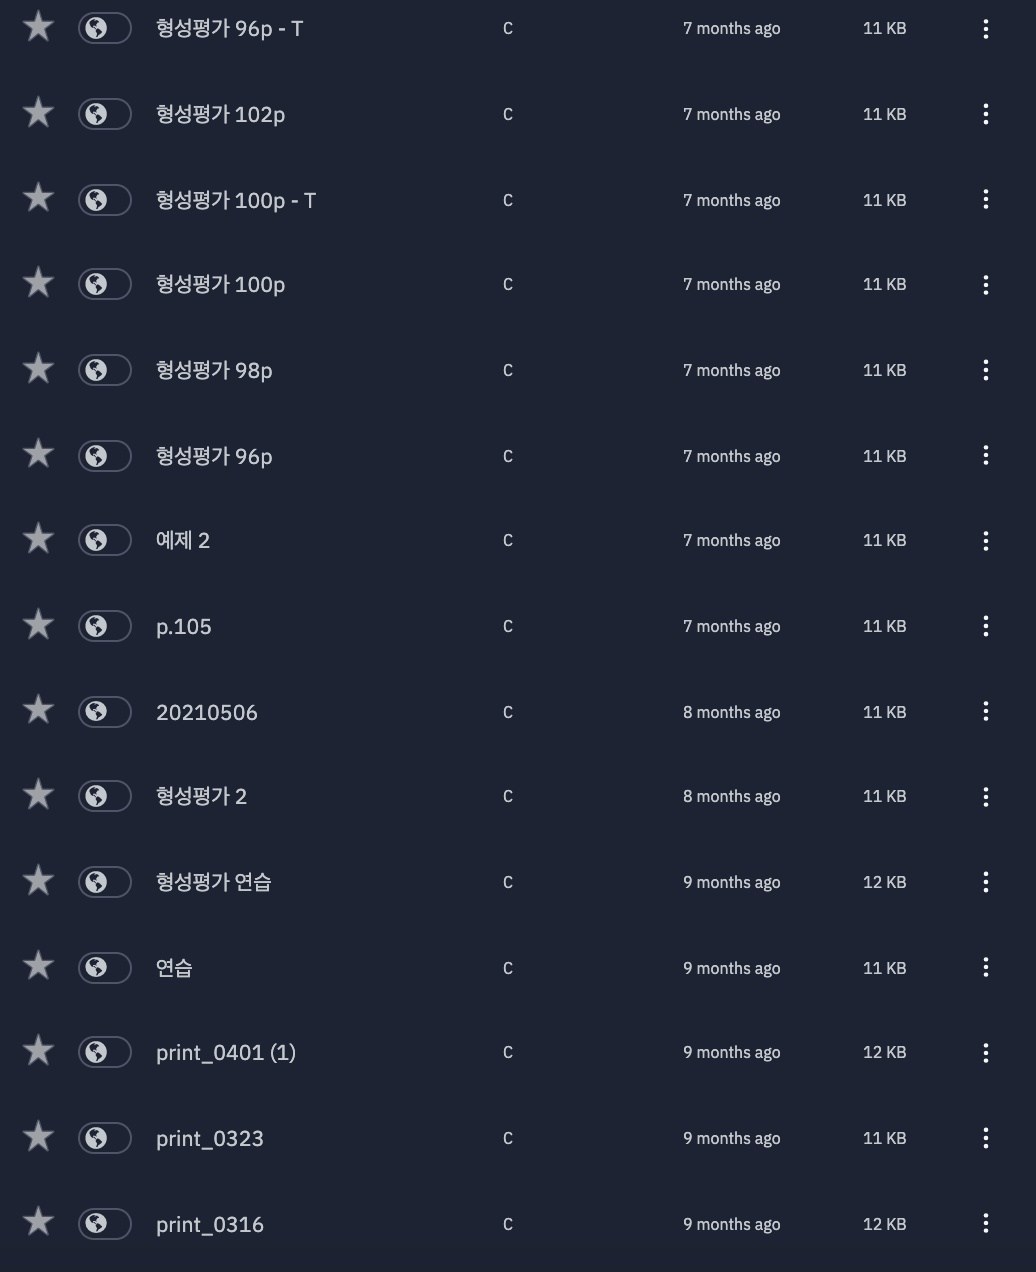 형성평가 96p - T C 7 months ago 11 KB
형성평가 102p C 7 months ago 11 KB
형성평가 100p - T C 7 months ago 11 KB
형성평가 100p C 7 months ago 11 KB
형성평가 98p C 7 months ago 11 KB
형성평가 96p C 7 months ago 11 KB
예제 2 C 7 months ago 11 KB
p.105 C 7 months ago 11 KB
20210506 C 8 months ago 11 KB
형성평가 2 C 8 months ago 11 KB
형성평가 연습 C 9 months ago 12 KB
연습 C 9 months ago 11 KB
print_0401 (1) C 9 months ago 12 KB
print_0323 C 9 months ago 11 KB
print_0316 C 9 months ago 12 KB